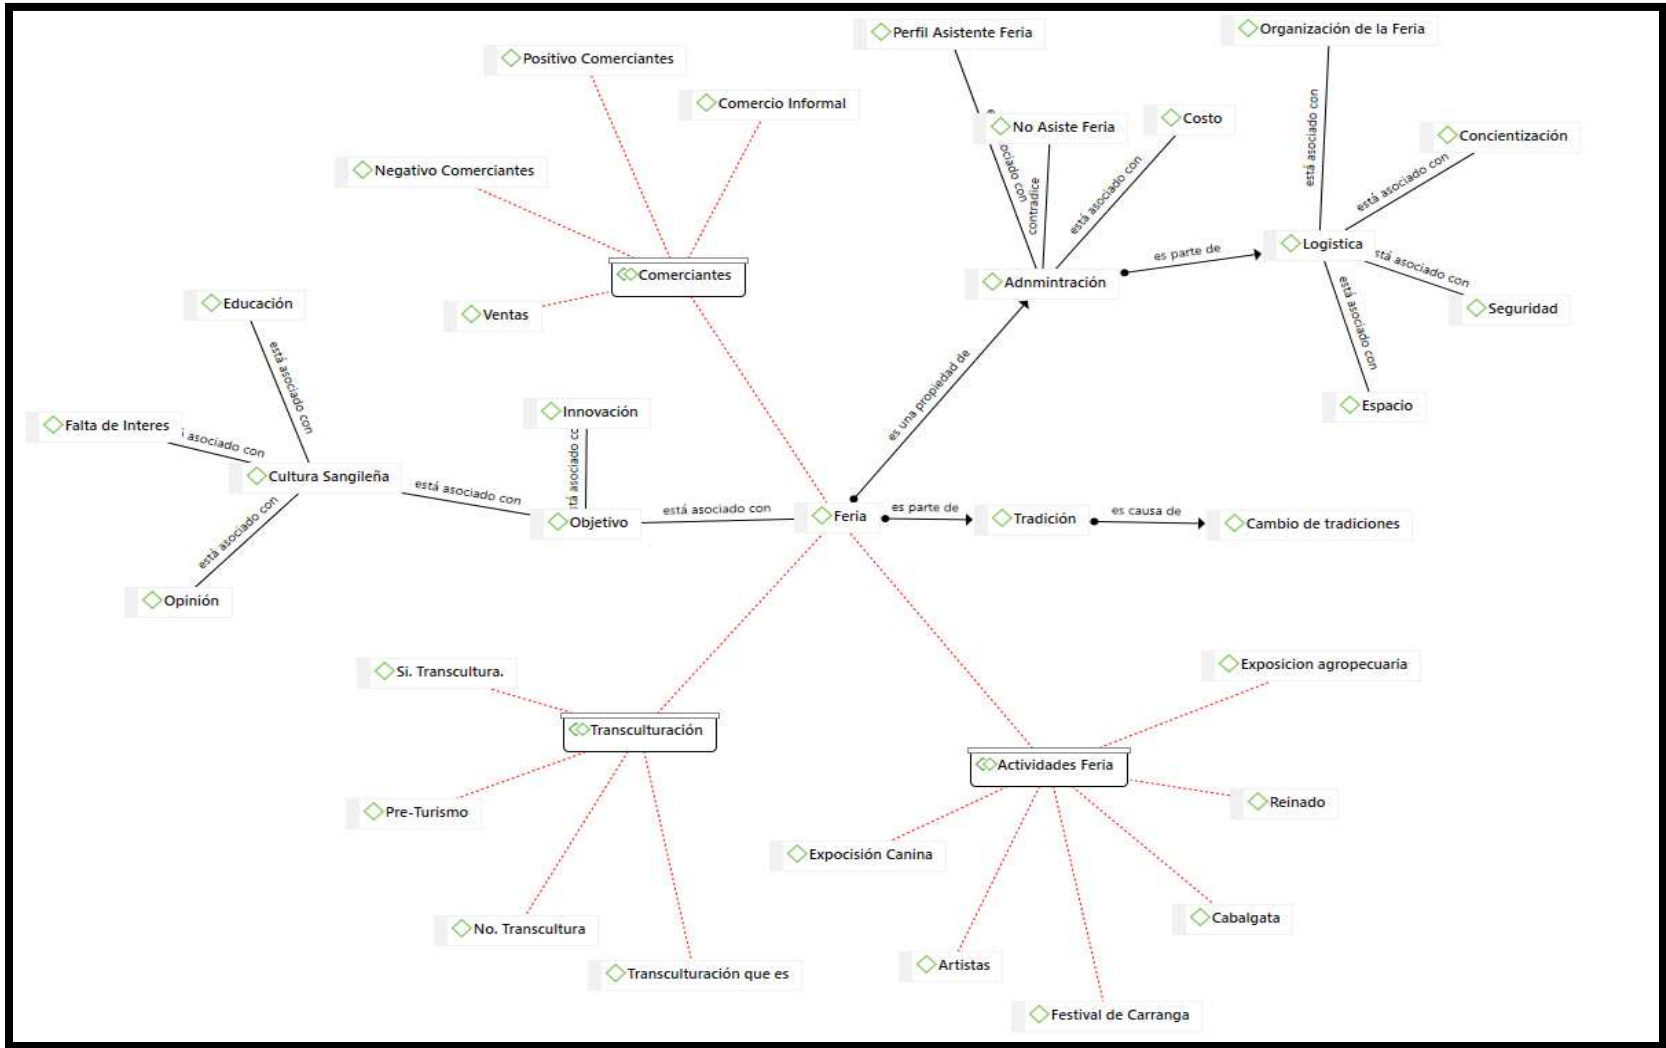 Perfil Asistente Feria
Organización de la Feria
Positivo Comerciantes
Comercio Informal
No Asiste Feria
Costo
Concientización
Negativo Comerciantes
contradice
está asociado con
está asociado con
está asociado con
Logistica
es parte de
Comerciantes
Admnintración
asociado con
Seguridad
está asociado con
Educación
Ventas
está asociado con
es una propiedad de
Espacio
Innovación
Falta de Interes
asociado con
Cultura Sangileña
está asociado con
Objetivo
está asociado con
Feria
es parte de
Tradición
es causa de
Cambio de tradiciones
está asociado con
Opinión
Si. Transcultura.
Exposicion agropecuaria
Transculturación
Actividades Feria
Pre-Turismo
Reinado
Expocisión Canina
No. Transcultura
Cabalgata
Transculturación que es
Artistas
Festival de Carranga